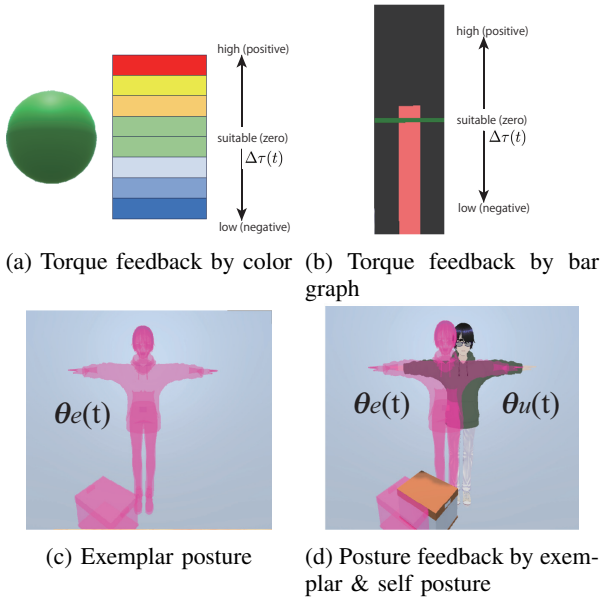 high (positive)
suitable (zero)
Δτ(t)
low (negative)
high (positive)
suitable (zero)
Δτ(t)
low (negative)
(a) Torque feedback by color
(b) Torque feedback by bar
graph
θe(t)
θe(t) θu(t)
(c) Exemplar posture
(d) Posture feedback by exem-
plar & self posture